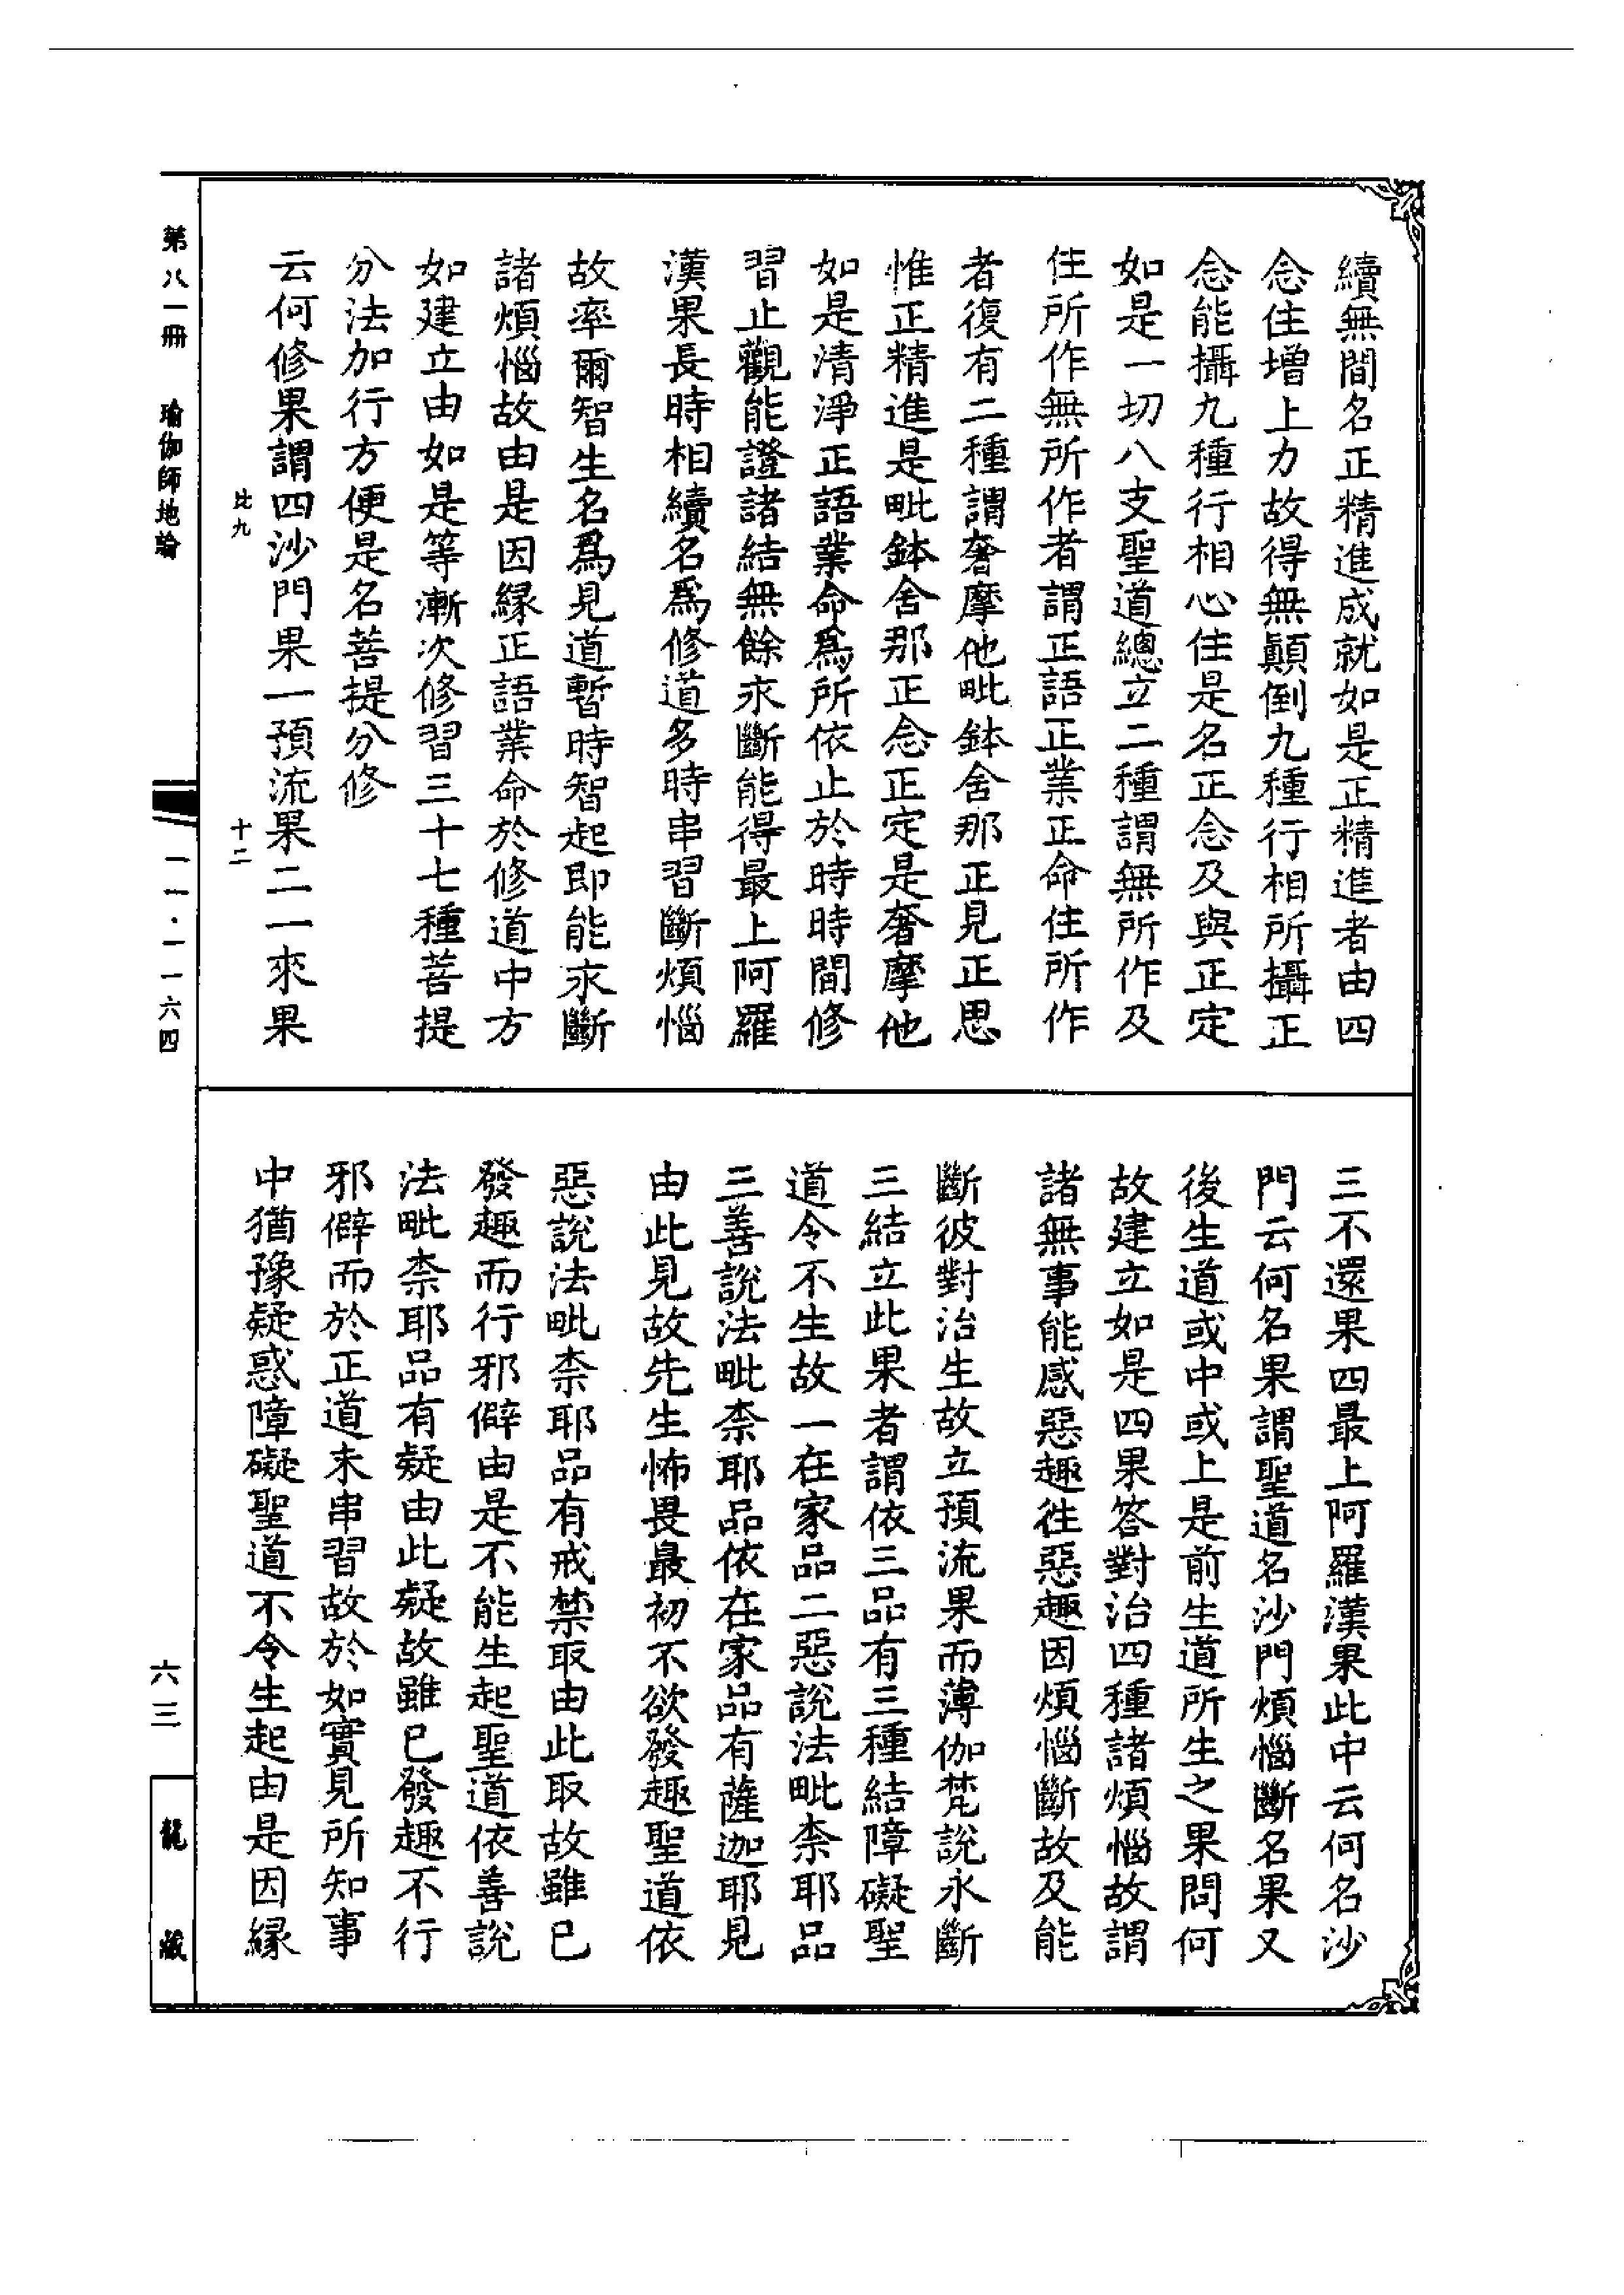 續無間名正精進成就如是正精進者由四
念住增上力故得無顛倒九種行相所攝正
念能攝九種行相心住是名正念及與正定
如是一切八支聖道總立二種謂無所作及
住所作無所作者謂正語正業正命住所作
者復有二種謂奢摩他毗鉢舍那正見正思
惟正精進是毗鉢舍那正念正定是奢摩他
如是清淨正語業命爲所依止於時時間修
習止觀能證諸結無餘永斷能得最上阿羅
漢果長時相續名爲修道多時串習斷煩惱
故率爾智生名爲見道暫時智起即能永斷
諸煩惱故由是因緣正語業命於修道中方
如建立由如是等漸次修習三十七種菩提
分法加行方便是名菩提分修
云何修果謂四沙門果一預流果二一來果
比九 十二
三不還果四最上阿羅漢果此中云何名沙
門云何名果謂聖道名沙門煩惱斷名果又
後生道或中或上是前生道所生之果問何
故建立如是四果答對治四種諸煩惱故謂
諸無事能感惡趣往惡趣因煩惱斷故及能
斷彼對治生故立預流果而薄伽梵說永斷
三結立此果者謂依三品有三種結障礙聖
道令不生故一在家品二惡說法毗柰耶品
三善說法毗柰耶品依在家品有薩迦耶見
由此見故先生怖畏最初不欲發趣聖道依
惡說法毗柰耶品有戒禁取由此取故雖已
發趣而行邪僻由是不能生起聖道依善說
法毗柰耶品有疑由此疑故雖已發趣不行
邪僻而於正道未串習故於如實見所知事
中猶豫疑惑障礙聖道不令生起由是因緣
第八一冊 瑜伽師地論 一一·一一六四
六三 龍藏